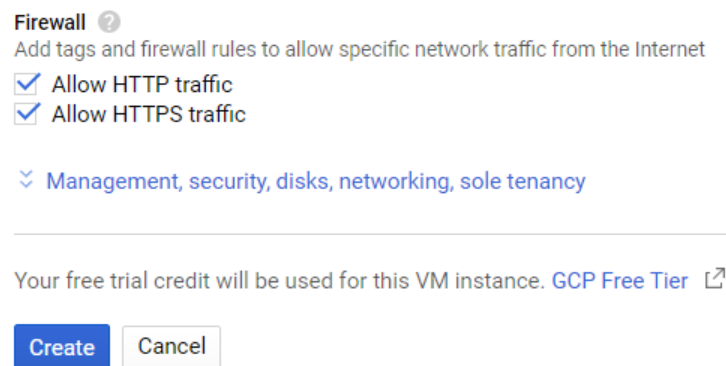 Firewall ?
Add tags and firewall rules to allow specific network traffic from the Internet
Allow HTTP traffic
Allow HTTPS traffic
Management, security, disks, networking, sole tenancy
Your free trial credit will be used for this VM instance. GCP Free Tier
Create Cancel